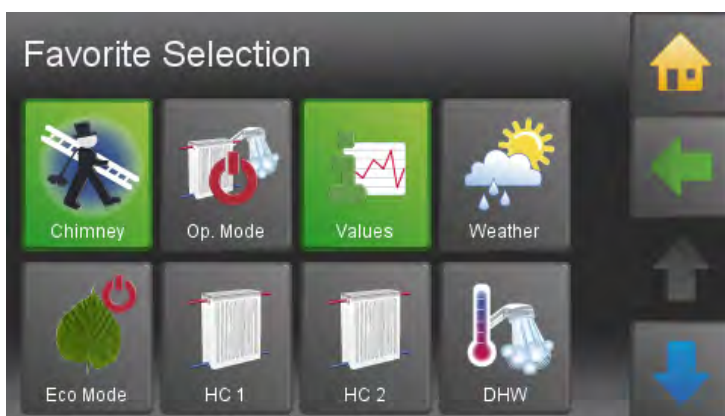 Favorite Selection
Chimney
Op. Mode
Values
Weather
Eco Mode
HC 1
HC 2
DHW